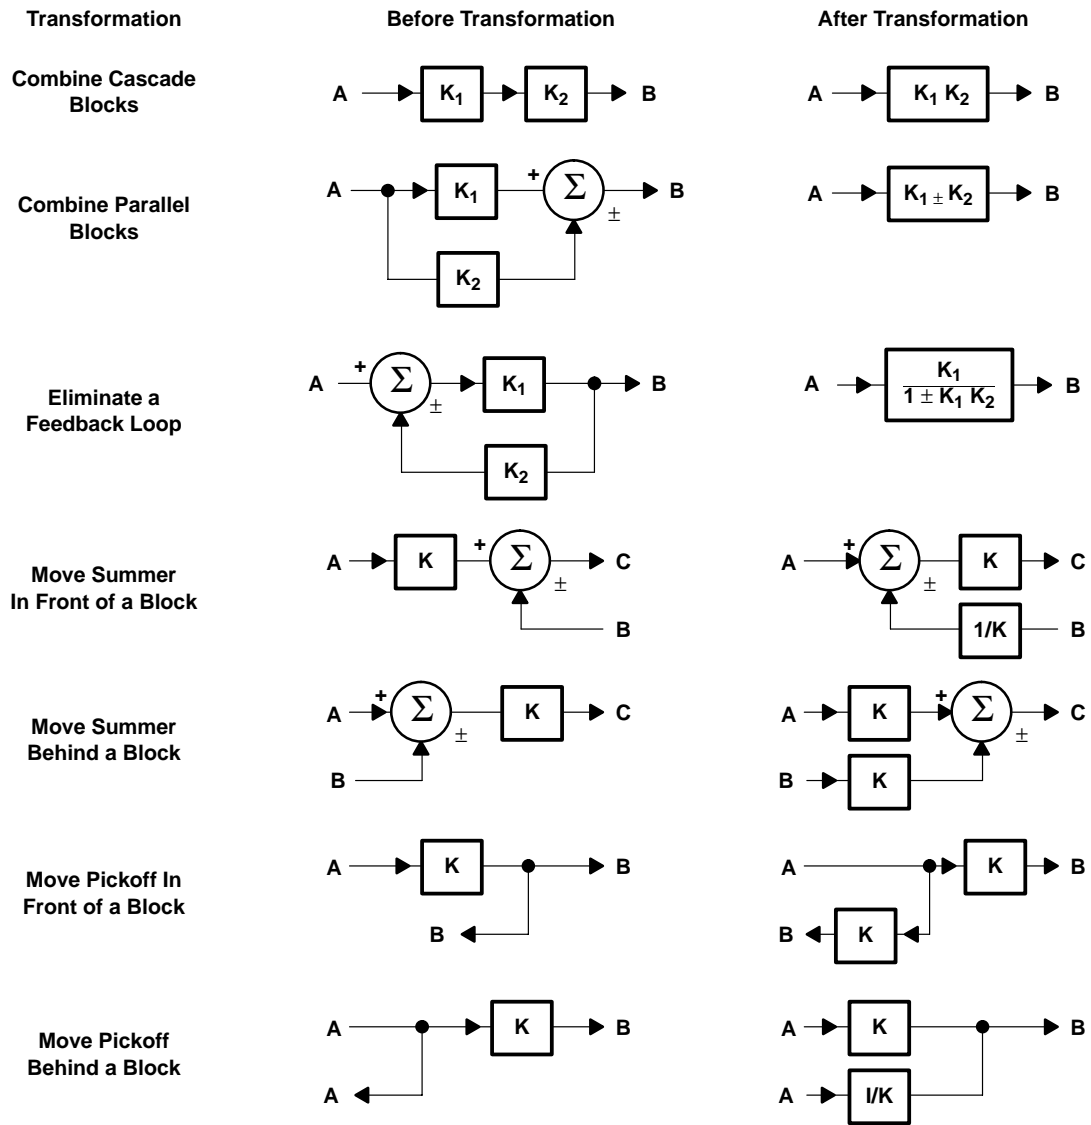 Transformation Before Transformation After Transformation
Combine Cascade
Blocks
A K1 K2 B
A K1 K2 B
Combine Parallel
Blocks
A K1 + Σ ± B
K2
A K1 ± K2 B
Eliminate a
Feedback Loop
A + Σ ± K1 B
K2
A K1 B
1 ± K1 K2
Move Summer
In Front of a Block
A K + Σ ± C
B
A + Σ ± K C
1/K B
Move Summer
Behind a Block
A + Σ ± K C
B
A K + Σ ± C
B K
Move Pickoff In
Front of a Block
A K B
B
A K B
B K
Move Pickoff
Behind a Block
A K B
A
A K B
A I/K